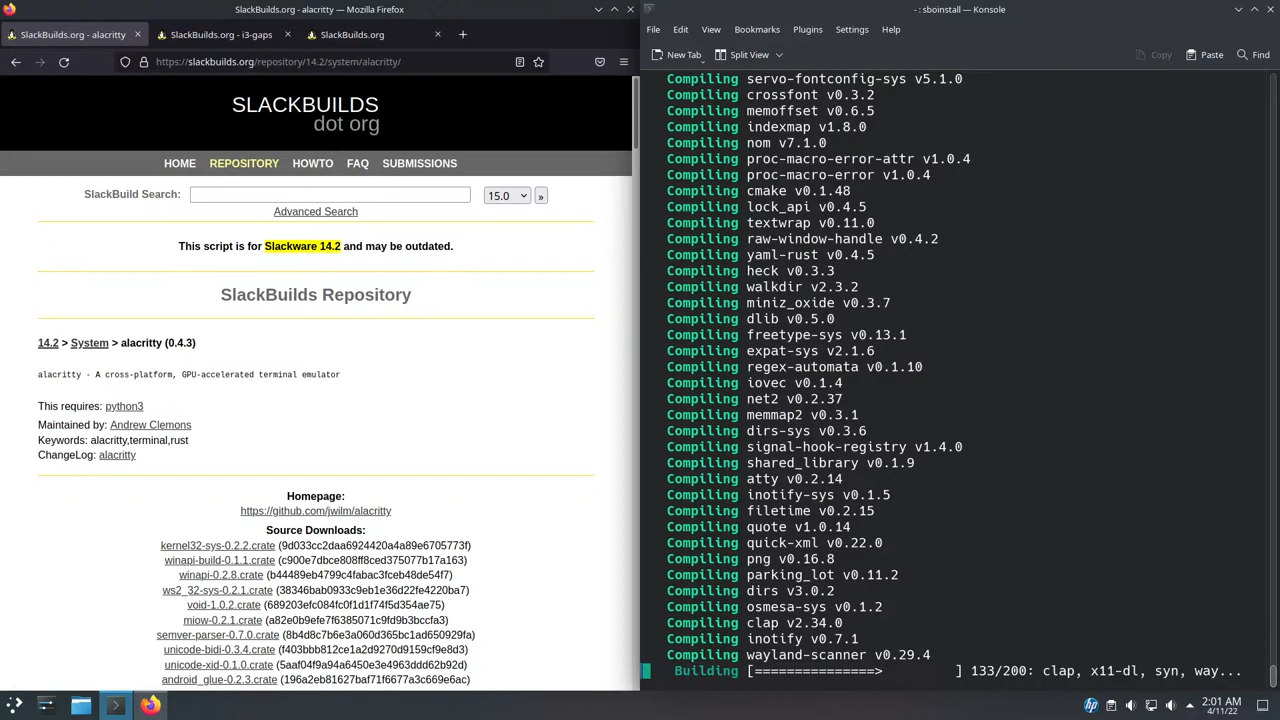 SlackBuilds.org - alacritty — Mozilla Firefox
SlackBuilds.org - alacritty
SlackBuilds.org - i3-gaps
SlackBuilds.org
https://slackbuilds.org/repository/14.2/system/alacritty/
SLACKBUILDS
dot org
HOME REPOSITORY HOWTO FAQ SUBMISSIONS
SlackBuild Search: 15.0 »
Advanced Search
This script is for Slackware 14.2 and may be outdated.
SlackBuilds Repository
14.2 > System > alacritty (0.4.3)
alacritty - A cross-platform, GPU-accelerated terminal emulator
This requires: python3
Maintained by: Andrew Clemons
Keywords: alacritty,terminal,rust
ChangeLog: alacritty
Homepage:
https://github.com/jwilm/alacritty
Source Downloads:
kernel32-sys-0.2.2.crate (9d033cc2daa6924420a4a89e6705773f)
winapi-build-0.1.1.crate (c900e7dbce808ff8ced375077b17a163)
winapi-0.2.8.crate (b44489eb4799c4fabac3fceb48de54f7)
ws2_32-sys-0.2.1.crate (38346bab0933c9eb1e36d22fe4220ba7)
void-1.0.2.crate (689203efc084fc0f1d1f74f5d354ae75)
miow-0.2.1.crate (a82e0b9efe7f6385071c9fd9b3bccfa3)
semver-parser-0.7.0.crate (8b4d8c7b6e3a060d365bc1ad650929fa)
unicode-bidi-0.3.4.crate (f403bbb812ce1a2d9270d9159cf9e8d3)
unicode-xid-0.1.0.crate (5aaf04f9a94a6450e3e4963ddd62b92d)
android_glue-0.2.3.crate (196a2eb81627baf71f6677a3c669e6ac)
- : sboinstall — Konsole
File Edit View Bookmarks Plugins Settings Help
New Tab Split View Copy Paste Find
Compiling servo-fontconfig-sys v5.1.0
Compiling crossfont v0.3.2
Compiling memoffset v0.6.5
Compiling indexmap v1.8.0
Compiling nom v7.1.0
Compiling proc-macro-error-attr v1.0.4
Compiling proc-macro-error v1.0.4
Compiling cmake v0.1.48
Compiling lock_api v0.4.5
Compiling textwrap v0.11.0
Compiling raw-window-handle v0.4.2
Compiling yaml-rust v0.4.5
Compiling heck v0.3.3
Compiling walkdir v2.3.2
Compiling miniz_oxide v0.3.7
Compiling dlib v0.5.0
Compiling freetype-sys v0.13.1
Compiling expat-sys v2.1.6
Compiling regex-automata v0.1.10
Compiling iovec v0.1.4
Compiling net2 v0.2.37
Compiling memmap2 v0.3.1
Compiling dirs-sys v0.3.6
Compiling signal-hook-registry v1.4.0
Compiling shared_library v0.1.9
Compiling atty v0.2.14
Compiling inotify-sys v0.1.5
Compiling filetime v0.2.15
Compiling quote v1.0.14
Compiling quick-xml v0.22.0
Compiling png v0.16.8
Compiling parking_lot v0.11.2
Compiling dirs v3.0.2
Compiling osmesa-sys v0.1.2
Compiling clap v2.34.0
Compiling inotify v0.7.1
Compiling wayland-scanner v0.29.4
Building [===============>         ] 133/200: clap, x11-dl, syn, way...
2:01 AM
4/11/22